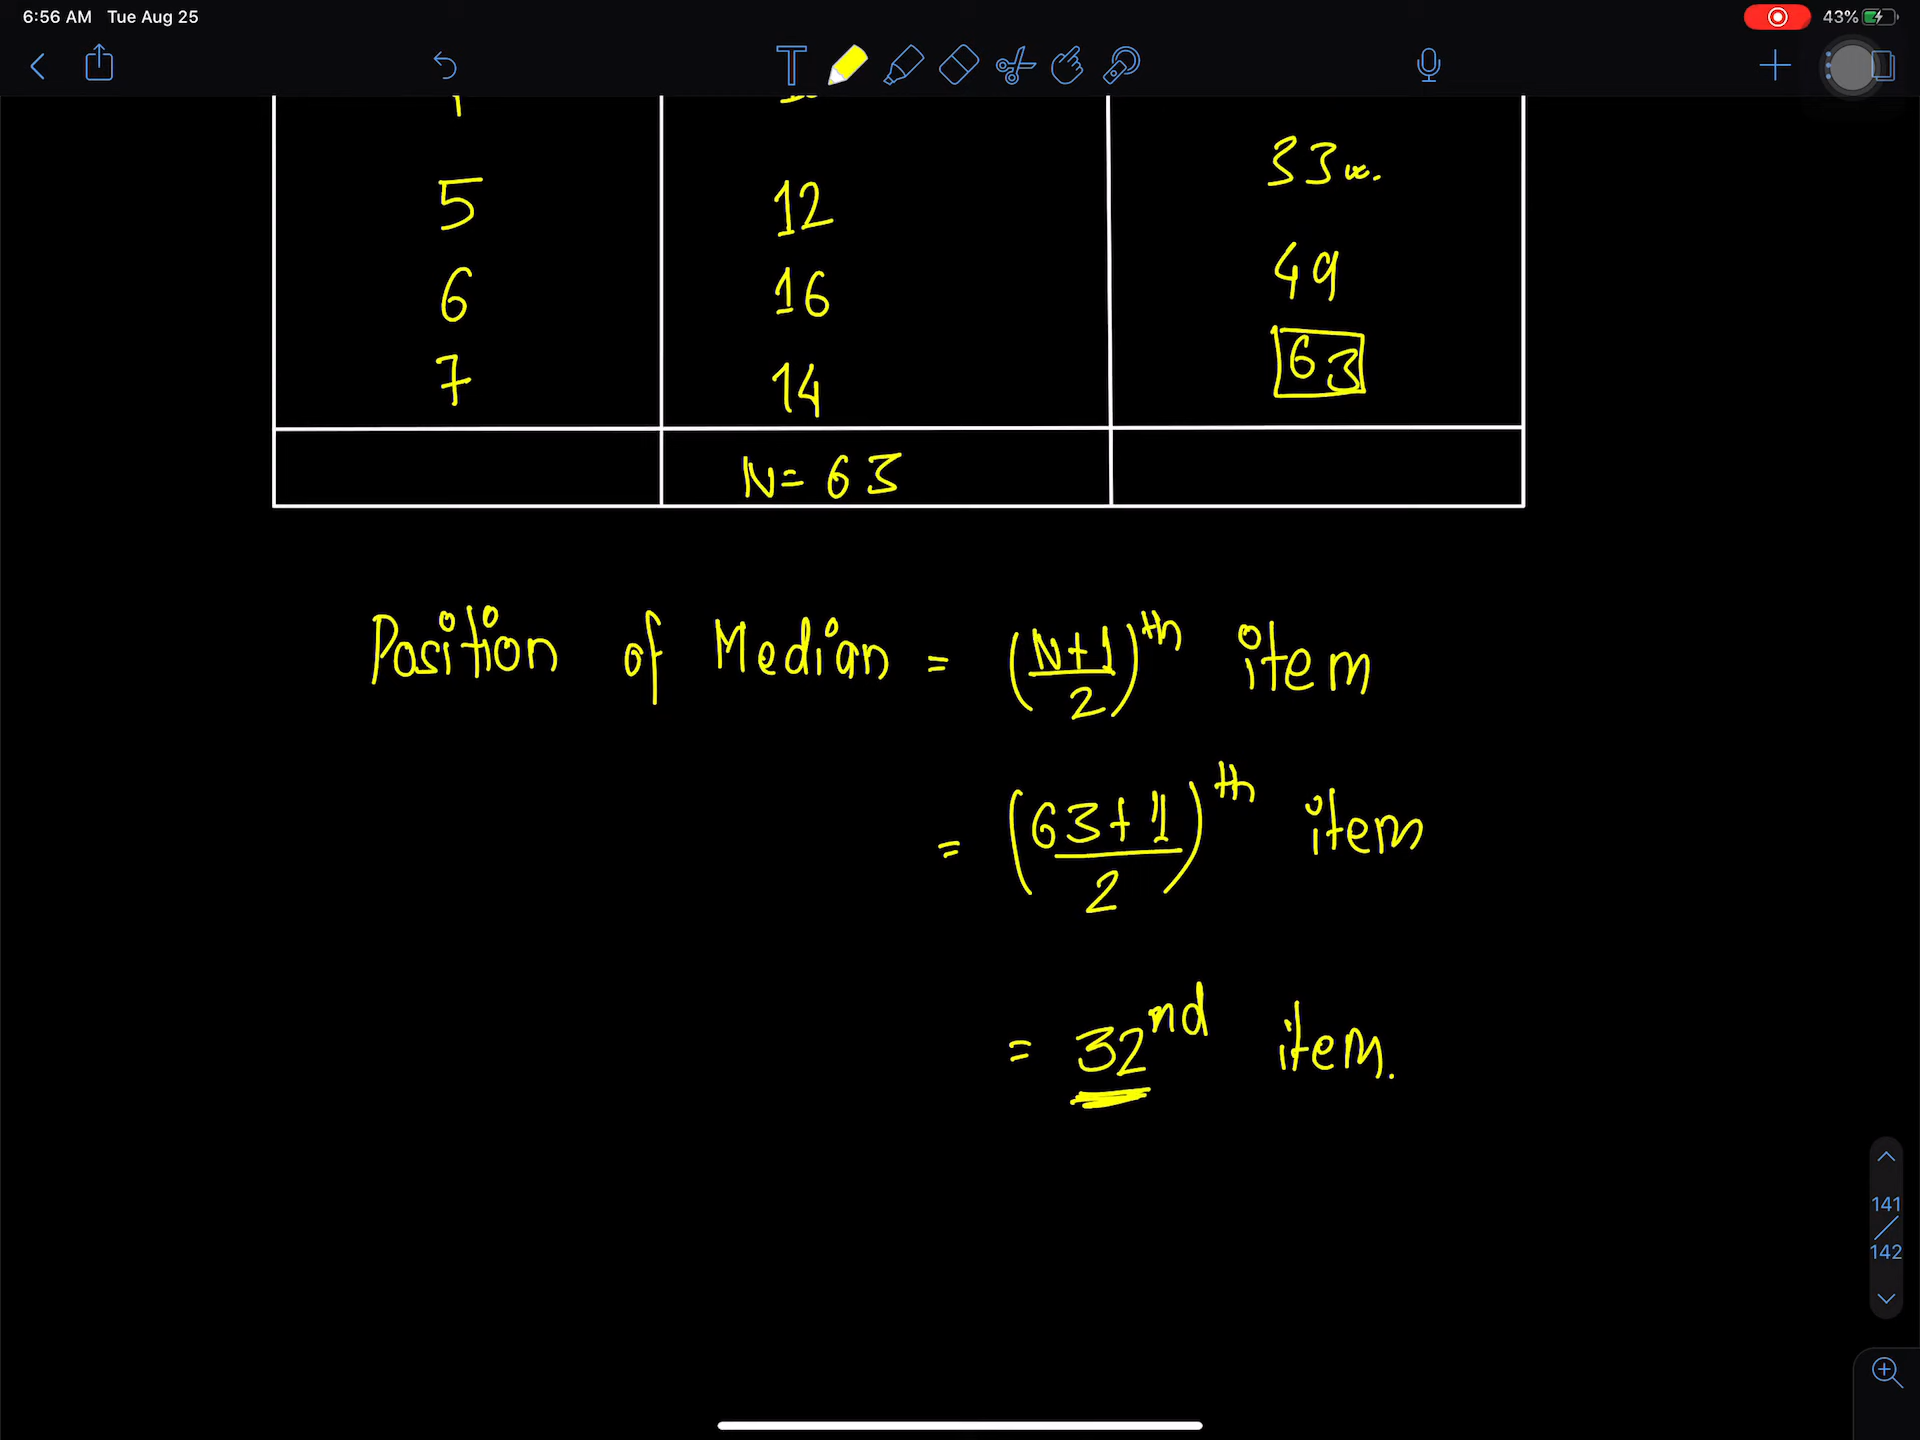 6:56 AM Tue Aug 25
43%
T
33
5 12
49
6 16
63
7 14
N = 63
Position of Median = (N+1/2)th item
= (63+1/2)th item
= 32nd item.
141
142